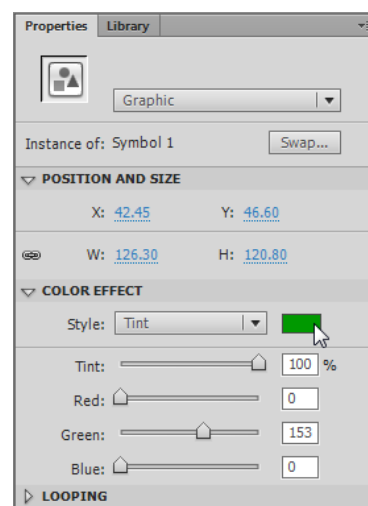 Properties Library
Graphic
Instance of: Symbol 1 Swap...
POSITION AND SIZE
X: 42.45 Y: 46.60
W: 126.30 H: 120.80
COLOR EFFECT
Style: Tint
Tint: 100 %
Red: 0
Green: 153
Blue: 0
LOOPING